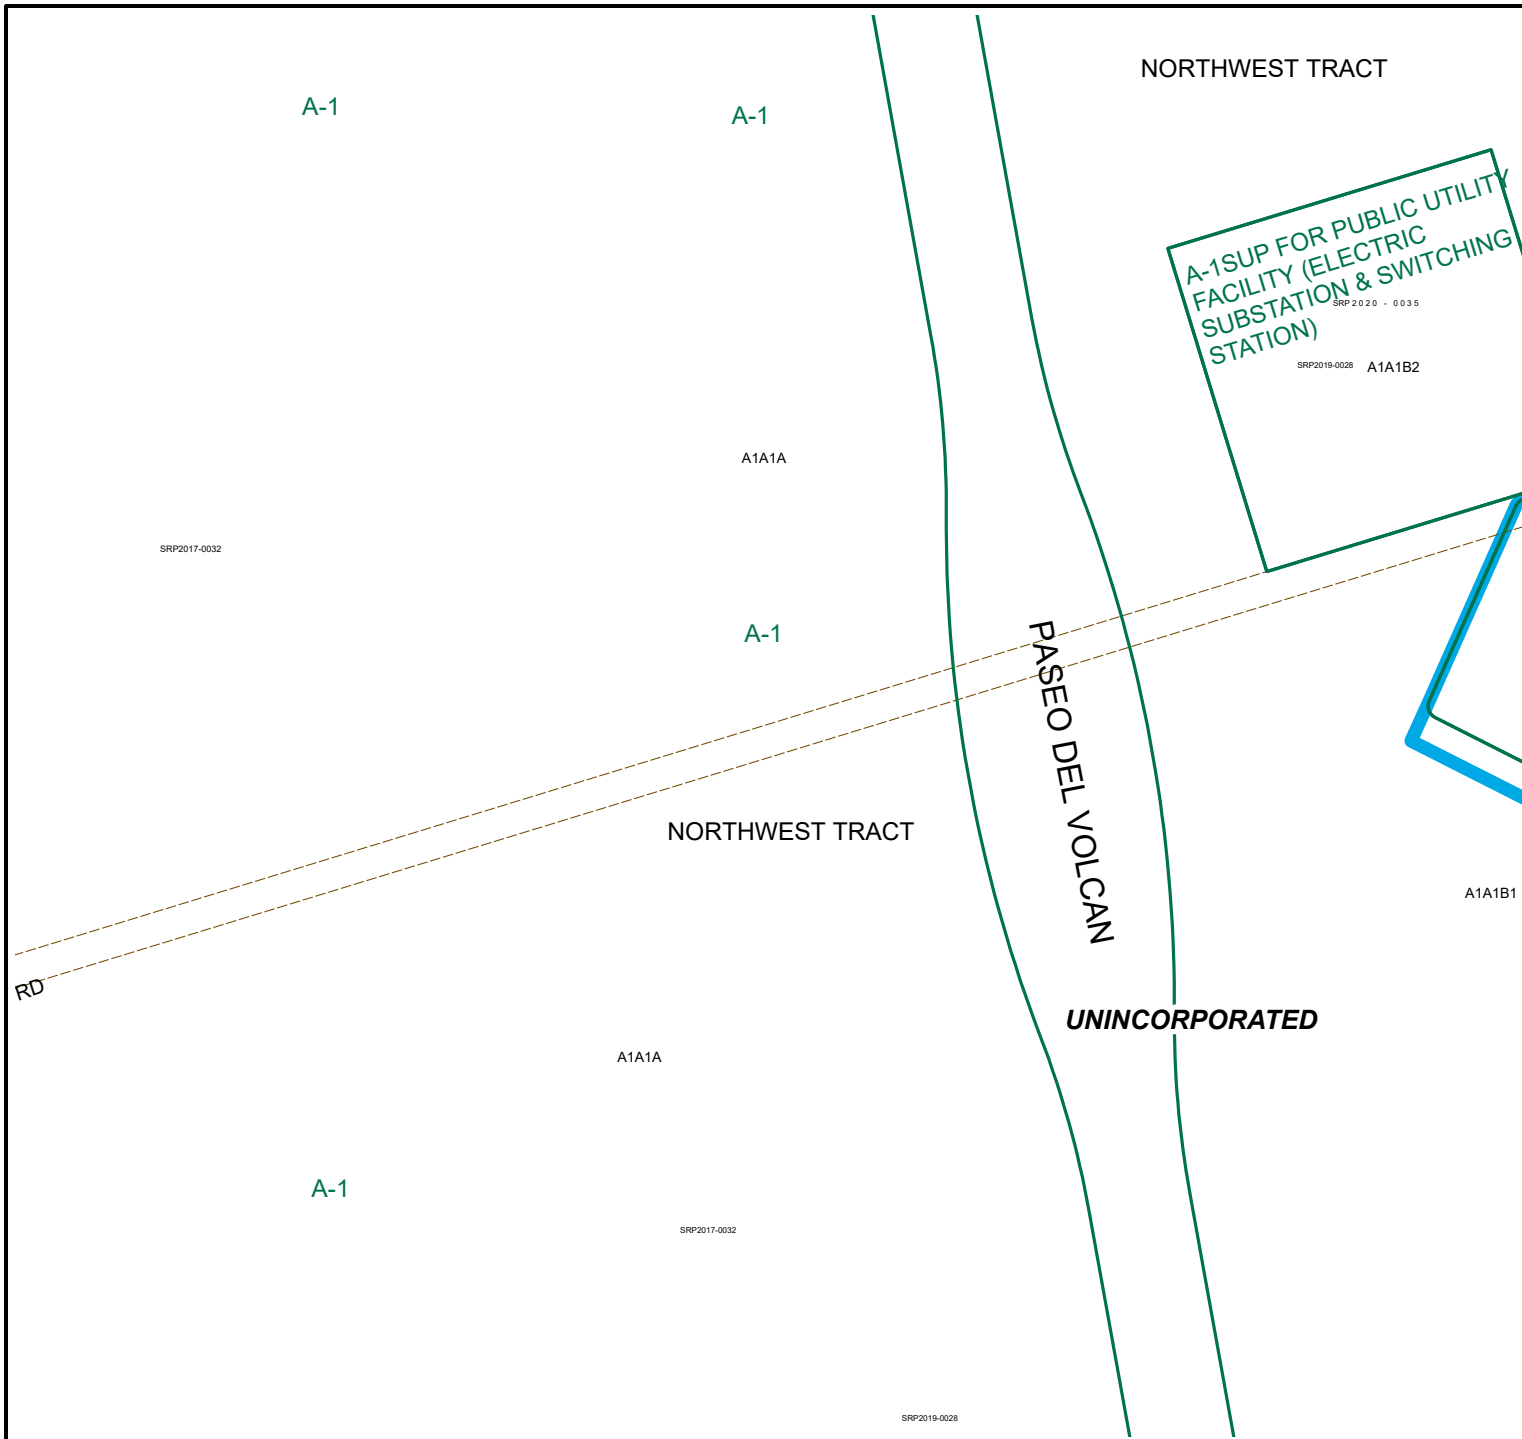 NORTHWEST TRACT
A-1
A-1
A-1SUP FOR PUBLIC UTILITY
FACILITY (ELECTRIC
SUBSTATION & SWITCHING
STATION)
SRP2020 - 0035
SRP2019-0028
A1A1B2
A1A1A
SRP2017-0032
A-1
PASEO DEL VOLCAN
NORTHWEST TRACT
A1A1B1
RD
UNINCORPORATED
A1A1A
A-1
SRP2017-0032
SRP2019-0028